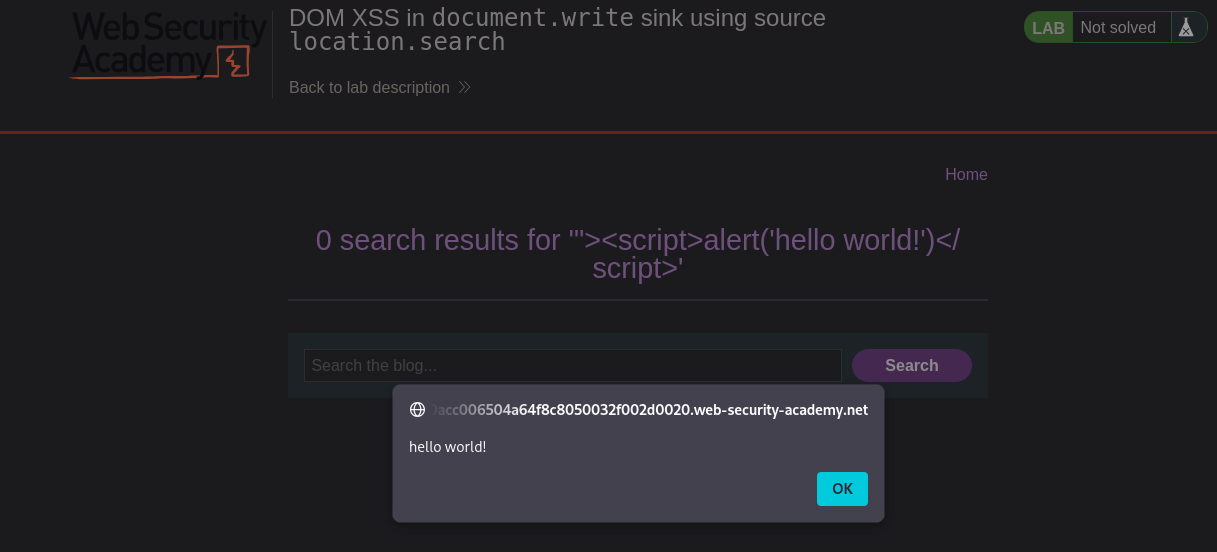 Web Security
Academy
DOM XSS in document.write sink using source
location.search
Back to lab description
LAB Not solved
Home
0 search results for '"><script>alert('hello world!')</
script>'
Search the blog...
Search
0acc006504a64f8c8050032f002d0020.web-security-academy.net
hello world!
OK